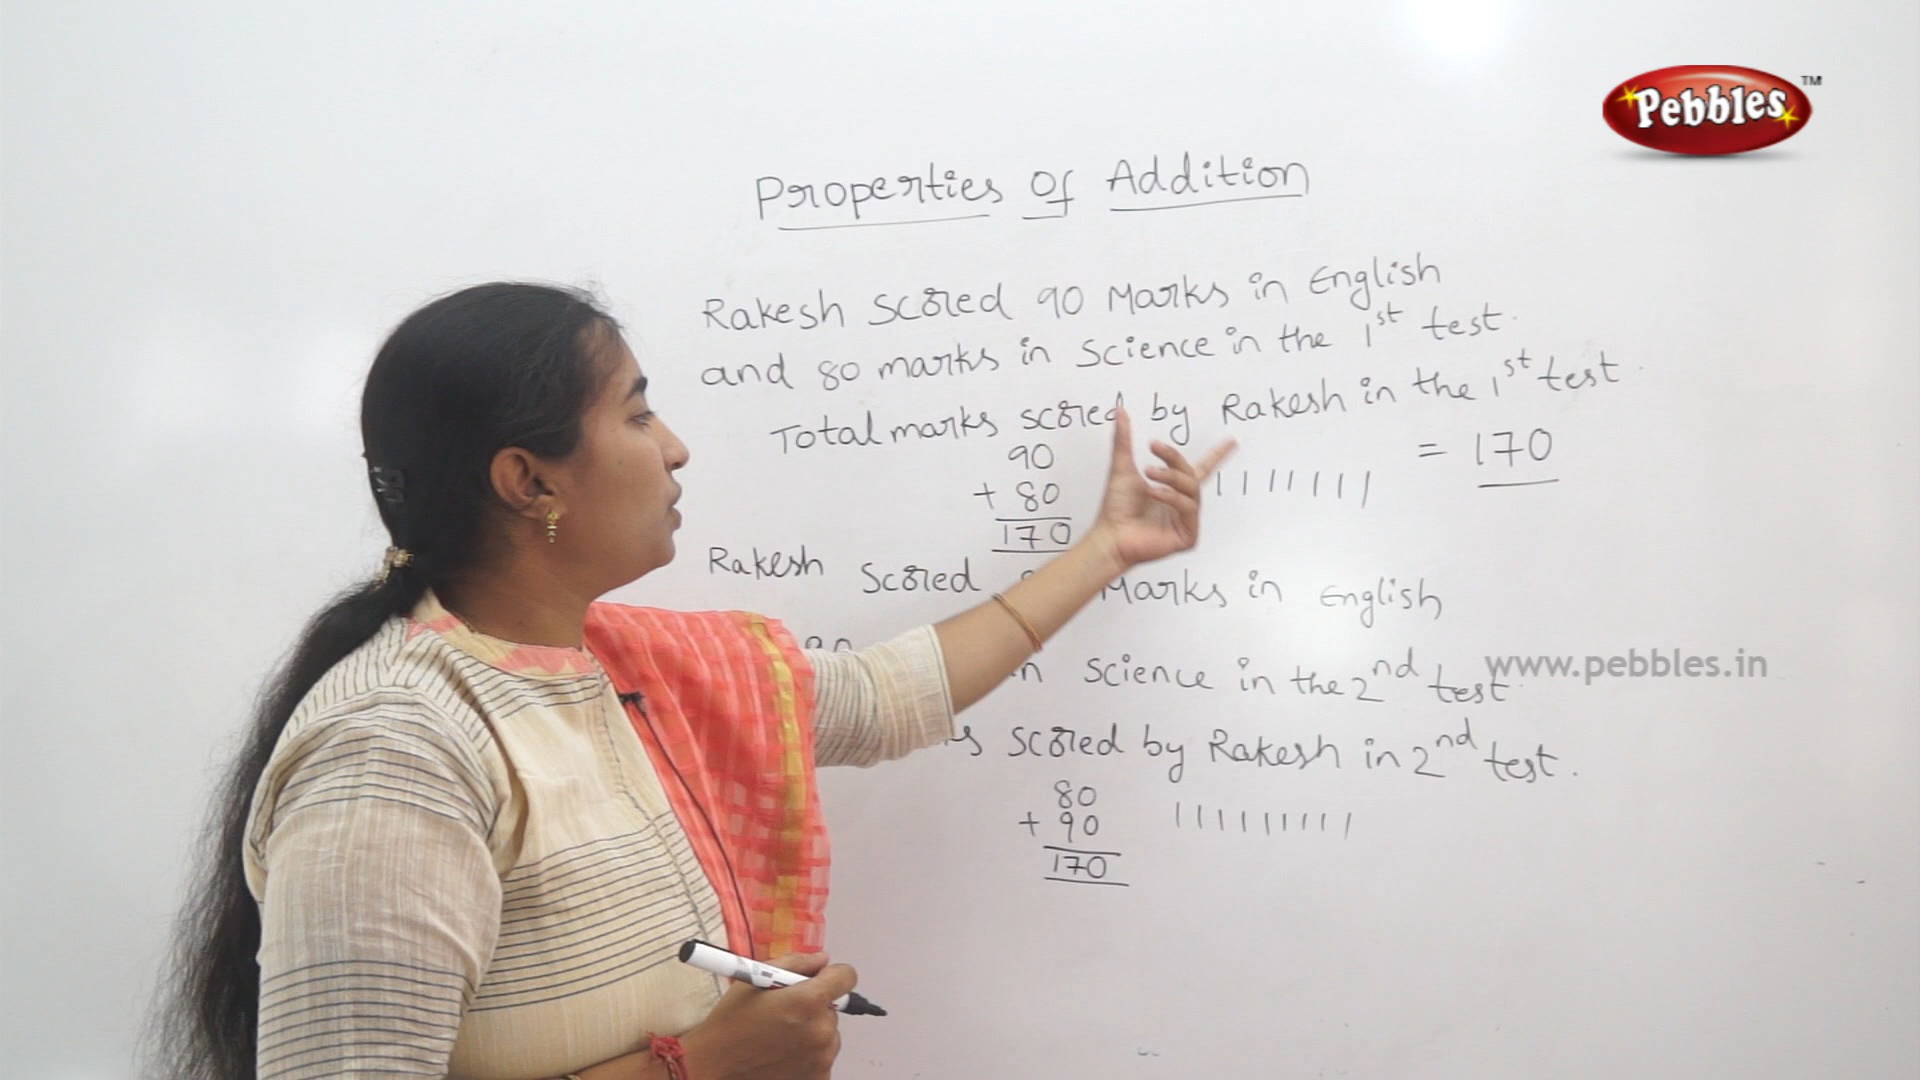 Pebbles TM
Properties Of Addition
Rakesh scored 90 Marks in English
and 80 marks in Science in the 1st test.
Total marks scored by Rakesh in the 1st test
90
+ 80
170
= 170
Rakesh Scored Marks in English
Science in the 2nd test.
www.pebbles.in
scored by Rakesh in 2nd test.
80
+ 90
170